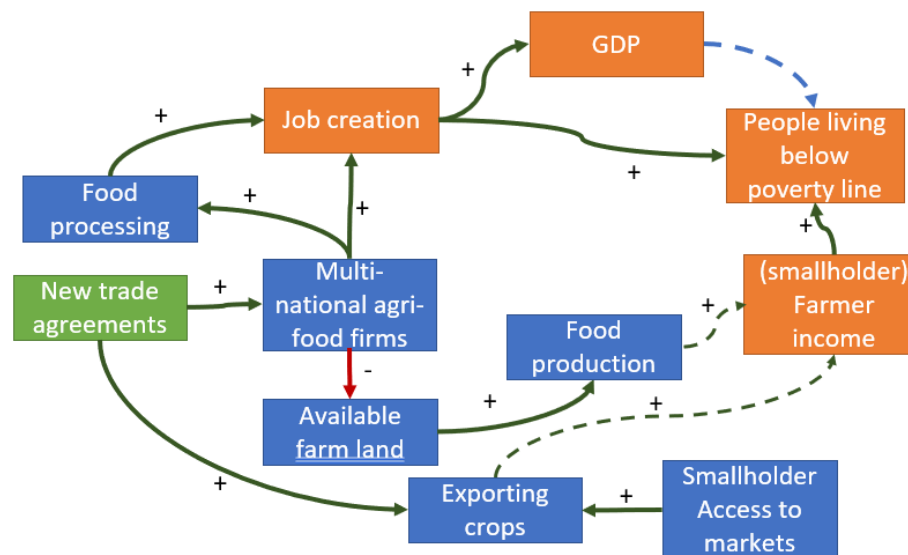 GDP
+
Job creation
People living
below
poverty line
+
+
Food
processing
+
+
+
New trade
agreements
+
Multi-
national agri-
food firms
(smallholder)
Farmer
income
Food
production
+
-
Available
farm land
+
+
+
Exporting
crops
+
Smallholder
Access to
markets